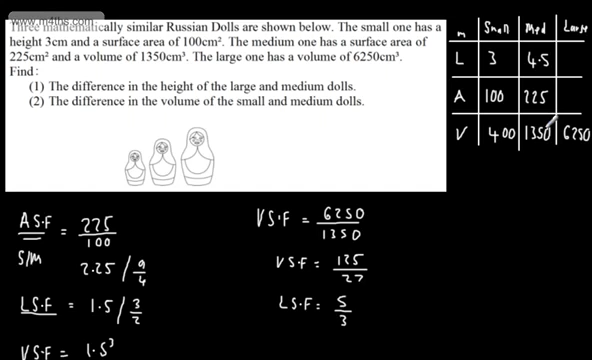 www.m4ths.com
Three mathematically similar Russian Dolls are shown below. The small one has a
height 3cm and a surface area of 100cm². The medium one has a surface area of
225cm² and a volume of 1350cm³. The large one has a volume of 6250cm³.
Find:
(1) The difference in the height of the large and medium dolls.
(2) The difference in the volume of the small and medium dolls.
Small Med Large
L 3 4.5
A 100 225
V 400 1350 6250
A S.F = 225/100
S/M 2.25 / 9/4
L S.F = 1.5 / 3/2
V S.F = 1.5³
V S.F = 6250/1350
V S.F = 125/27
L S.F = 5/3